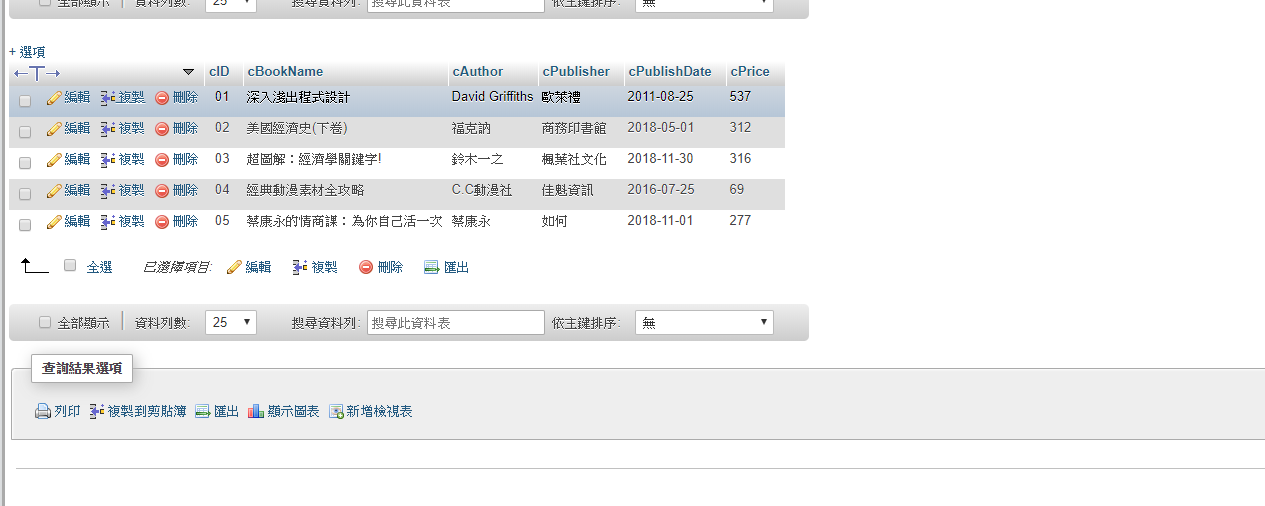 全部顯示 資料列數: 25 搜尋資料列: 搜尋此資料表 依主鍵排序: 無
+ 選項
←T→ cID cBookName cAuthor cPublisher cPublishDate cPrice
編輯 複製 刪除 01 深入淺出程式設計 David Griffiths 歐萊禮 2011-08-25 537
編輯 複製 刪除 02 美國經濟史(下卷) 福克訥 商務印書館 2018-05-01 312
編輯 複製 刪除 03 超圖解：經濟學關鍵字! 鈴木一之 楓葉社文化 2018-11-30 316
編輯 複製 刪除 04 經典動漫素材全攻略 C.C動漫社 佳魁資訊 2016-07-25 69
編輯 複製 刪除 05 蔡康永的情商課：為你自己活一次 蔡康永 如何 2018-11-01 277
全選 已選擇項目: 編輯 複製 刪除 匯出
全部顯示 資料列數: 25 搜尋資料列: 搜尋此資料表 依主鍵排序: 無
查詢結果選項
列印 複製到剪貼簿 匯出 顯示圖表 新增檢視表